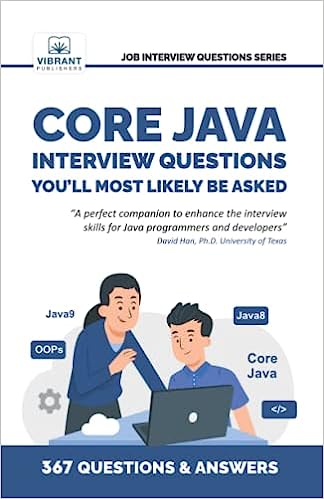 VIBRANT
PUBLISHERS
JOB INTERVIEW QUESTIONS SERIES
CORE JAVA
INTERVIEW QUESTIONS
YOU'LL MOST LIKELY BE ASKED
"A perfect companion to enhance the interview
skills for Java programmers and developers"
David Han, Ph.D. University of Texas
Java9
Java8
OOPs
Core
Java
</>
367 QUESTIONS & ANSWERS